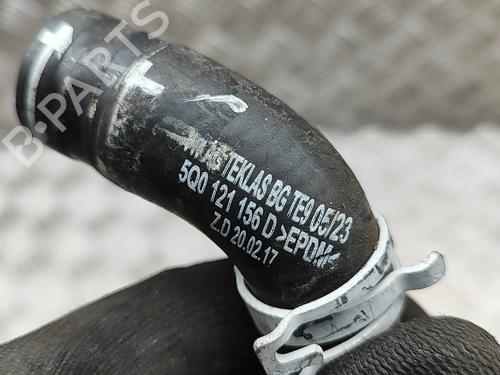 B-PARTS
TEKLAS BG TE9 05/23
5Q0 121 156 D >EPDM<
Z.D 20.02.17